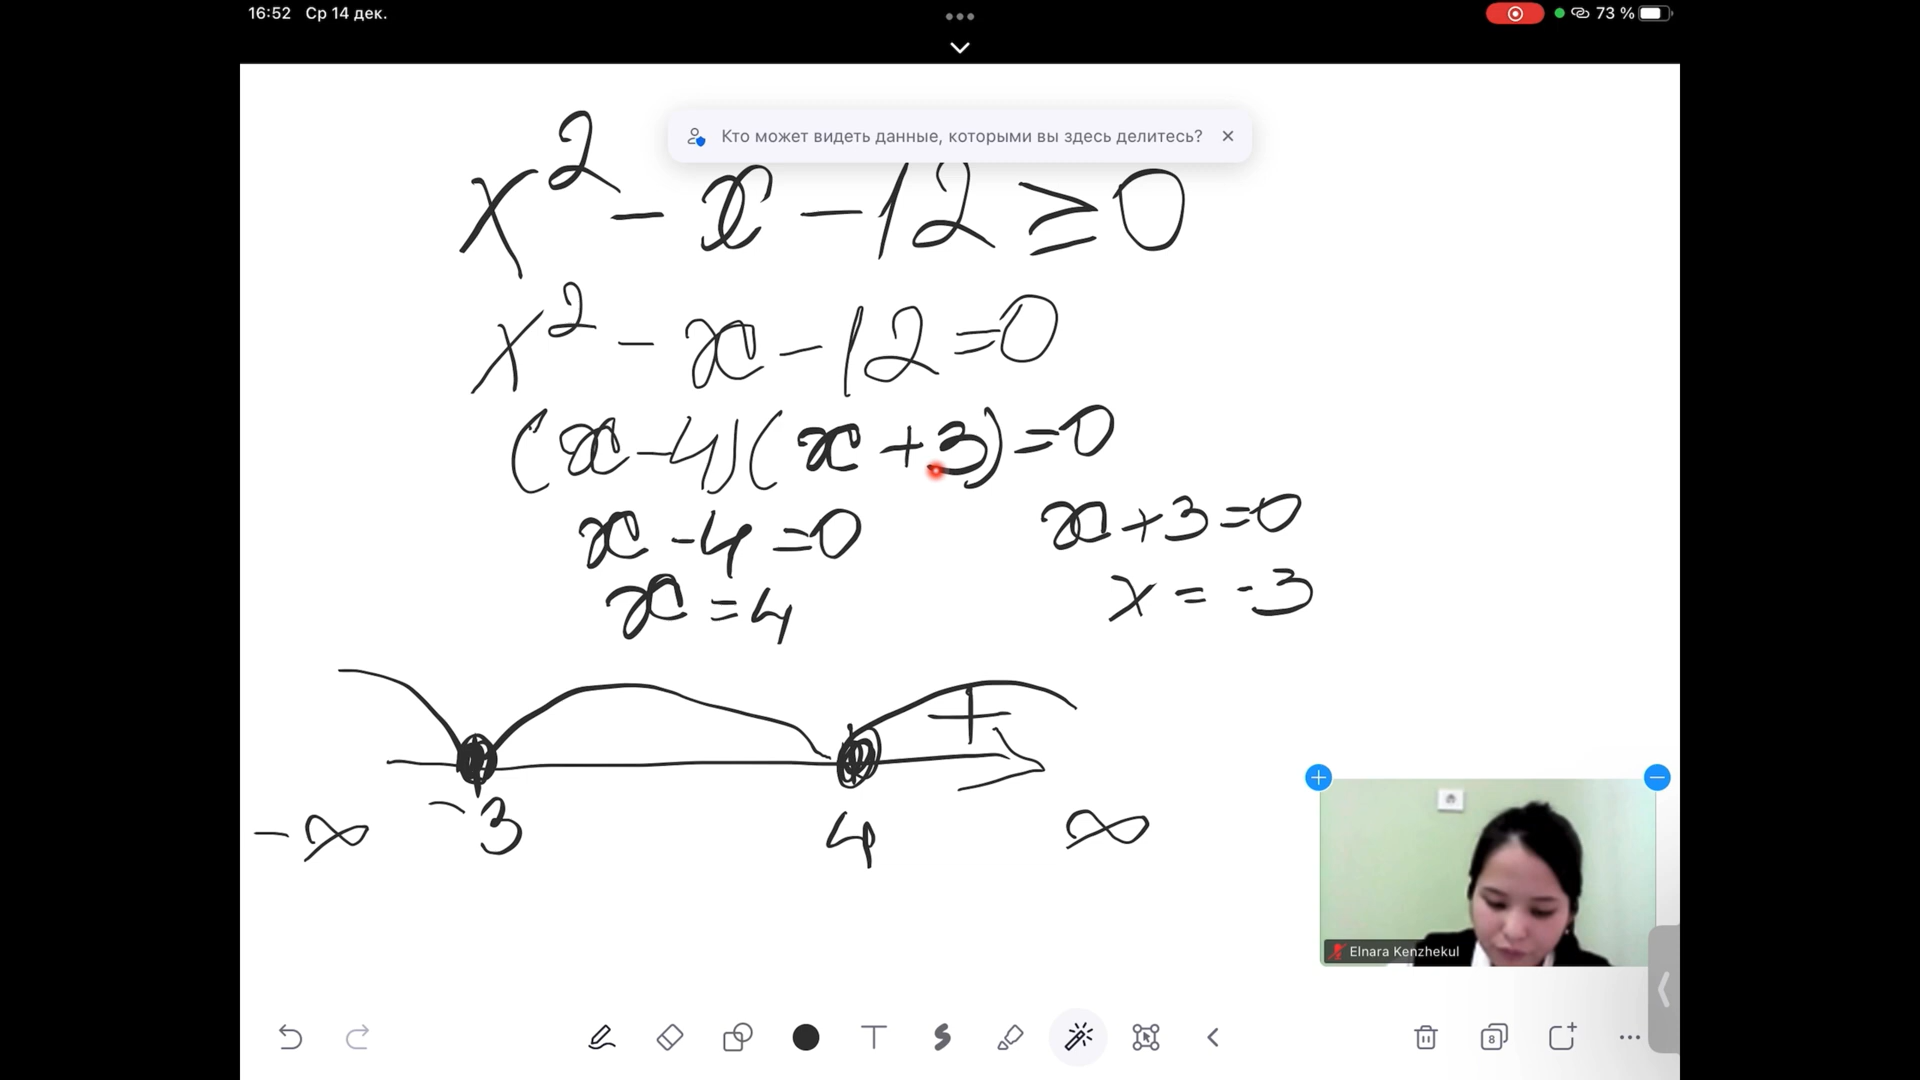 16:52 Ср 14 дек.
73 %
Кто может видеть данные, которыми вы здесь делитесь?
x² - x - 12 ≥ 0
x² - x - 12 = 0
(x - 4)(x + 3) = 0
x - 4 = 0
x + 3 = 0
x = 4
x = -3
+
-∞ -3 4 ∞
Elnara Kenzhekul
T
8